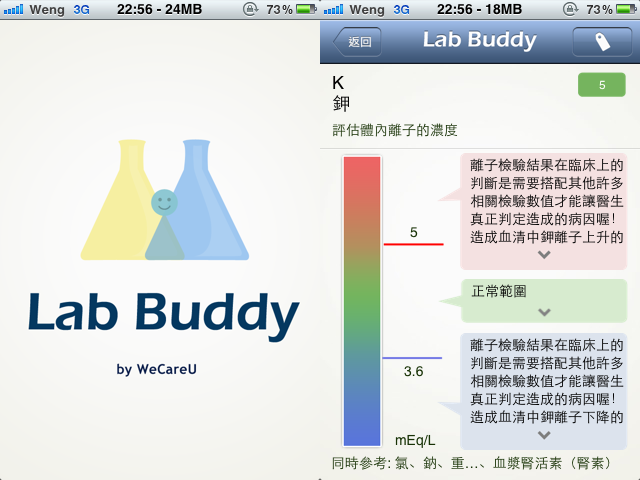 Weng 3G 22:56 - 24MB 73%
Lab Buddy
by WeCareU
Weng 3G 22:56 - 18MB 73%
返回
Lab Buddy
K
5
鉀
評估體內離子的濃度
離子檢驗結果在臨床上的
判斷是需要搭配其他許多
相關檢驗數值才能讓醫生
真正判定造成的病因喔!
造成血清中鉀離子上升的
5
正常範圍
離子檢驗結果在臨床上的
判斷是需要搭配其他許多
相關檢驗數值才能讓醫生
真正判定造成的病因喔!
造成血清中鉀離子下降的
3.6
mEq/L
同時參考: 氯、鈉、重...、血漿腎活素（腎素）